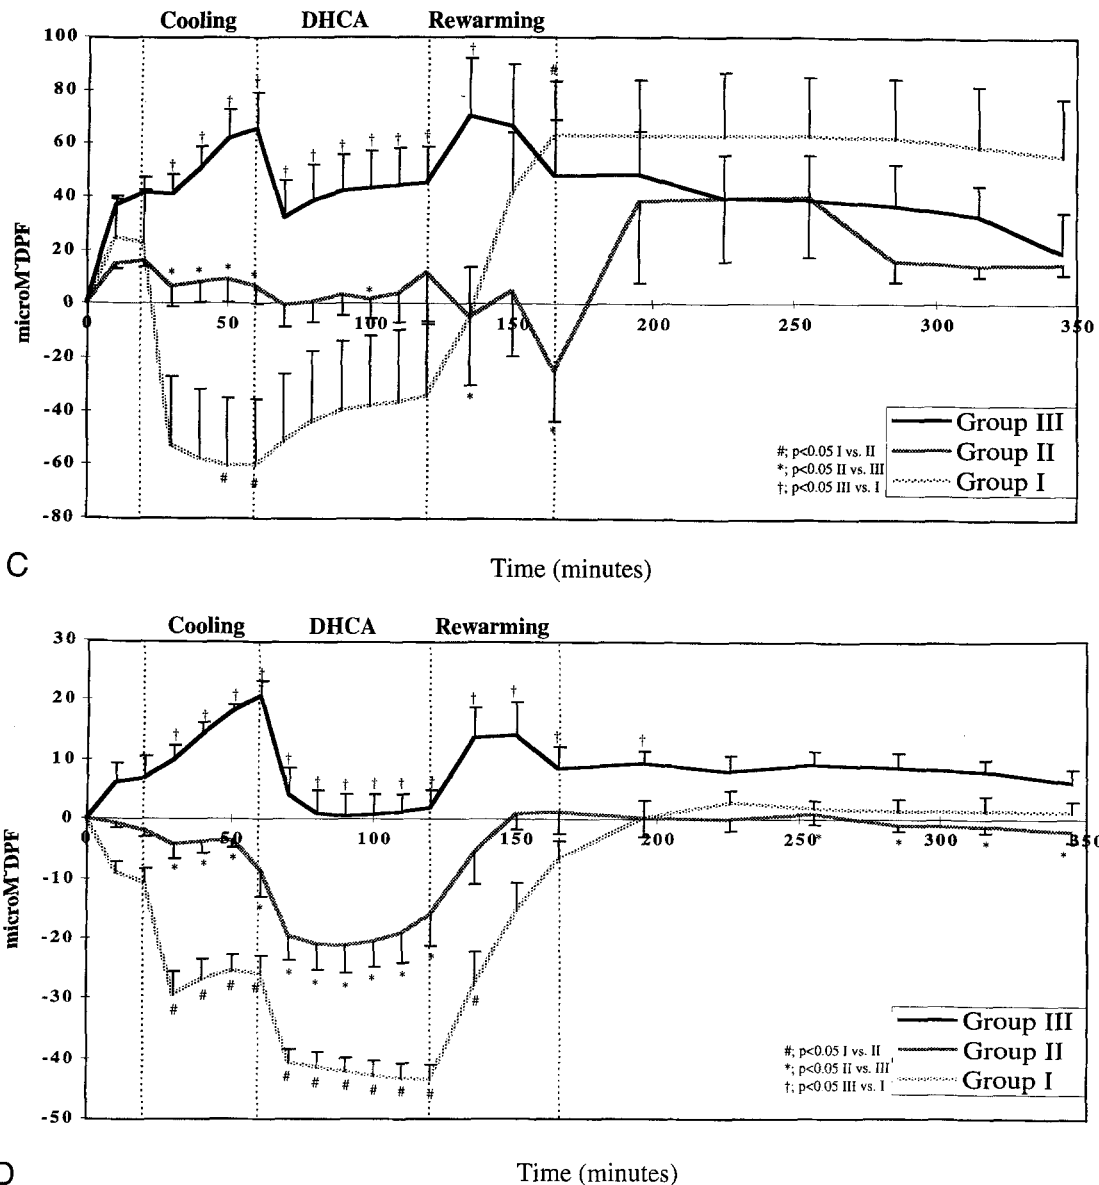 Cooling DHCA Rewarming
100
80
60
40
20
0
-20
-40
-60
-80
microM*DPF
0 50 100 150 200 250 300 350
Group III
Group II
Group I
#; p<0.05 I vs. II
*; p<0.05 II vs. III
†; p<0.05 III vs. I
C
Time (minutes)
Cooling DHCA Rewarming
30
20
10
0
-10
-20
-30
-40
-50
microM*DPF
0 50 100 150 200 250 300 350
Group III
Group II
Group I
#; p<0.05 I vs. II
*; p<0.05 II vs. III
†; p<0.05 III vs. I
D
Time (minutes)